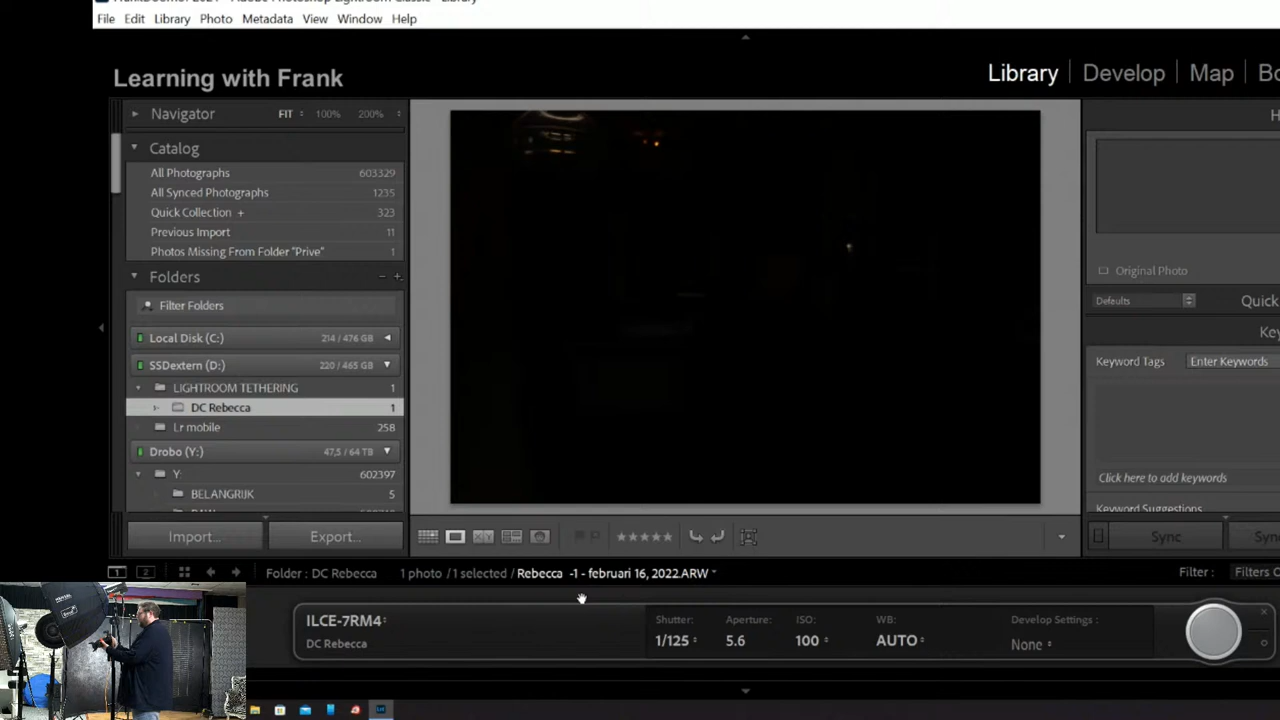 File Edit Library Photo Metadata View Window Help
Learning with Frank
Library | Develop | Map |
Navigator FIT 100% 200%
Catalog
All Photographs 603329
All Synced Photographs 1235
Quick Collection + 323
Previous Import 11
Photos Missing From Folder "Prive" 1
Folders - +
Filter Folders
Local Disk (C:) 214 / 476 GB
SSDextern (D:) 220 / 465 GB
LIGHTROOM TETHERING 1
DC Rebecca 1
Lr mobile 258
Drobo (Y:) 47,5 / 64 TB
Y: 602397
BELANGRIJK 5
Import... Export...
Original Photo
Defaults
Keyword Tags Enter Keywords
Click here to add keywords
Keyword Suggestions
Sync
1 2 Folder : DC Rebecca 1 photo / 1 selected / Rebecca -1 - februari 16, 2022.ARW Filter :
ILCE-7RM4
DC Rebecca
Shutter: Aperture: ISO: WB: Develop Settings :
1/125 5.6 100 AUTO None